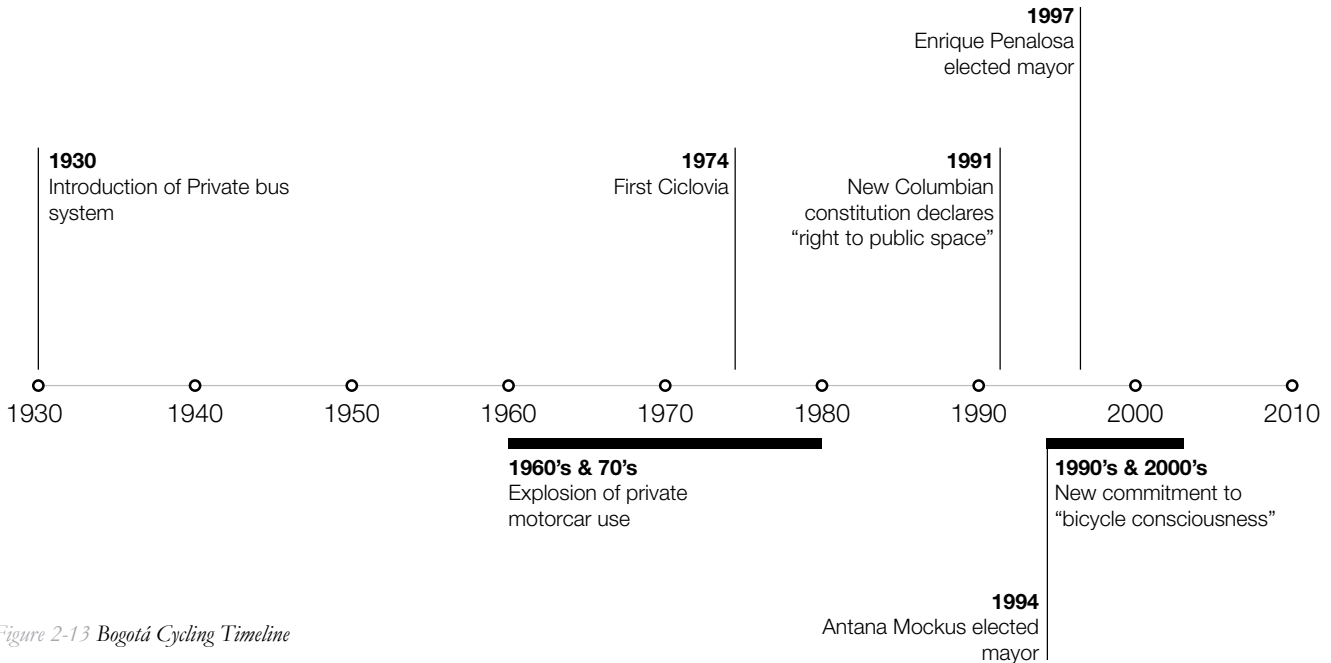 1997
Enrique Penalosa
elected mayor
1930
Introduction of Private bus
system
1974
First Ciclovia
1991
New Columbian
constitution declares
“right to public space”
1930 1940 1950 1960 1970 1980 1990 2000 2010
1960’s & 70’s
Explosion of private
motorcar use
1990’s & 2000’s
New commitment to
“bicycle consciousness”
1994
Antana Mockus elected
mayor
Figure 2-13 Bogotá Cycling Timeline